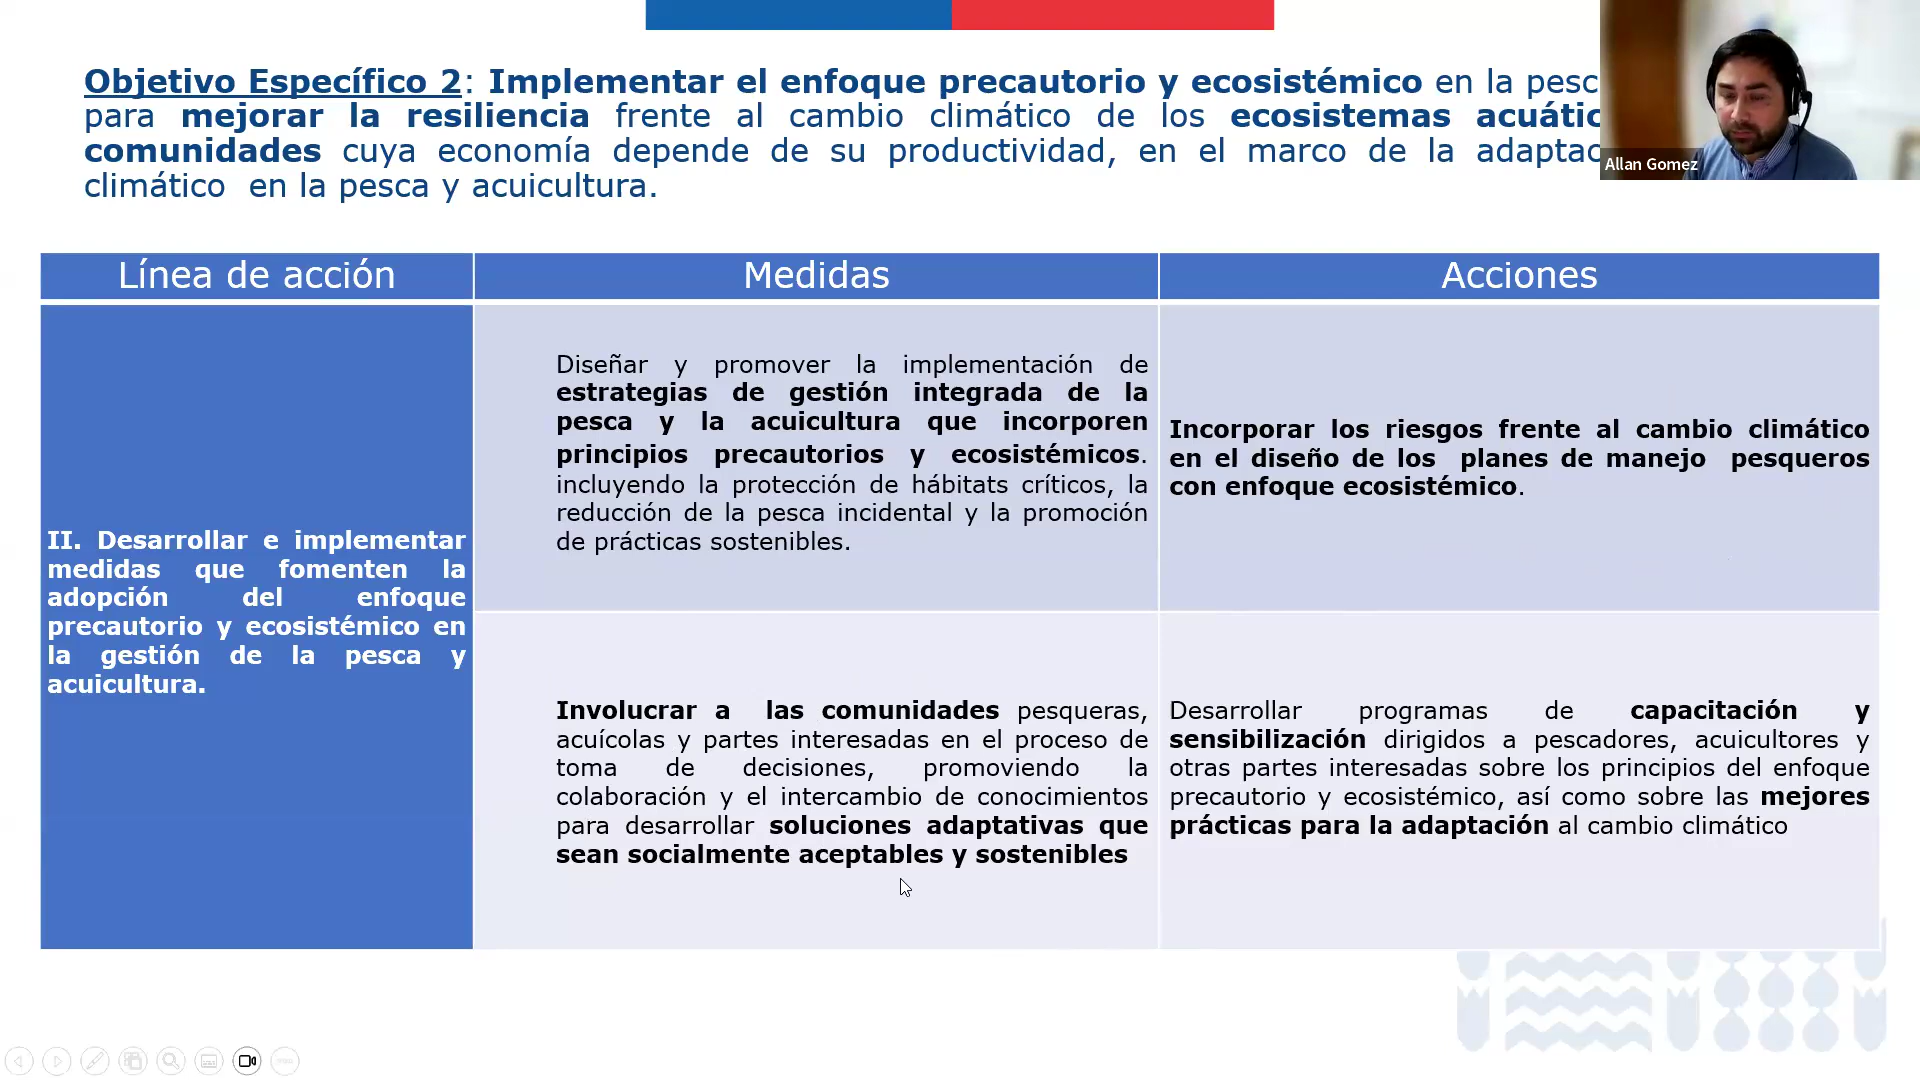 Objetivo Específico 2: Implementar el enfoque precautorio y ecosistémico en la pesc
para mejorar la resiliencia frente al cambio climático de los ecosistemas acuátic
comunidades cuya economía depende de su productividad, en el marco de la adaptac
climático en la pesca y acuicultura.
Allan Gomez
Línea de acción
Medidas
Acciones
II. Desarrollar e implementar
medidas que fomenten la
adopción del enfoque
precautorio y ecosistémico en
la gestión de la pesca y
acuicultura.
Diseñar y promover la implementación de
estrategias de gestión integrada de la
pesca y la acuicultura que incorporen
principios precautorios y ecosistémicos.
incluyendo la protección de hábitats críticos, la
reducción de la pesca incidental y la promoción
de prácticas sostenibles.
Incorporar los riesgos frente al cambio climático
en el diseño de los planes de manejo pesqueros
con enfoque ecosistémico.
Involucrar a las comunidades pesqueras,
acuícolas y partes interesadas en el proceso de
toma de decisiones, promoviendo la
colaboración y el intercambio de conocimientos
para desarrollar soluciones adaptativas que
sean socialmente aceptables y sostenibles
Desarrollar programas de capacitación y
sensibilización dirigidos a pescadores, acuicultores y
otras partes interesadas sobre los principios del enfoque
precautorio y ecosistémico, así como sobre las mejores
prácticas para la adaptación al cambio climático